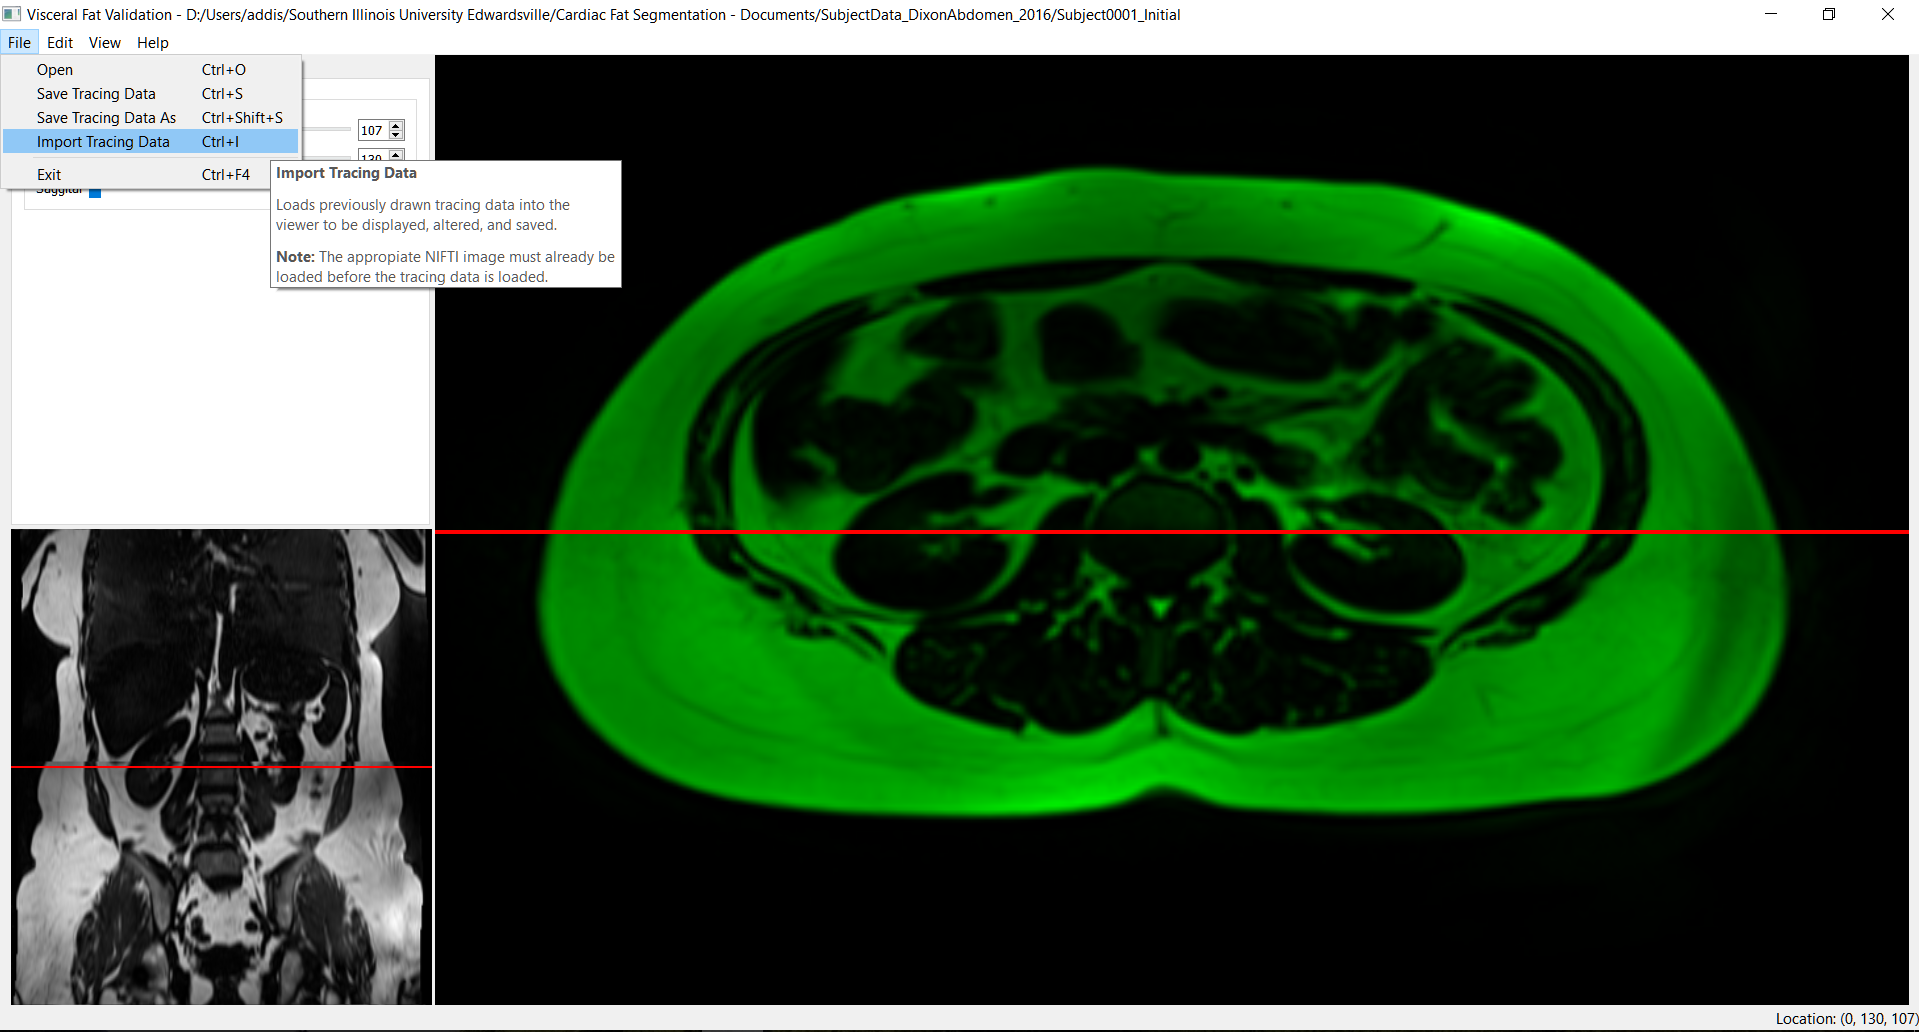 Visceral Fat Validation - D:/Users/addis/Southern Illinois University Edwardsville/Cardiac Fat Segmentation - Documents/SubjectData_DixonAbdomen_2016/Subject0001_Initial
File Edit View Help
Open Ctrl+O
Save Tracing Data Ctrl+S
Save Tracing Data As Ctrl+Shift+S
107
Import Tracing Data Ctrl+I
130
Exit Ctrl+F4
Saggital
Import Tracing Data
Loads previously drawn tracing data into the
viewer to be displayed, altered, and saved.
Note: The appropiate NIFTI image must already be
loaded before the tracing data is loaded.
Location: (0, 130, 107)